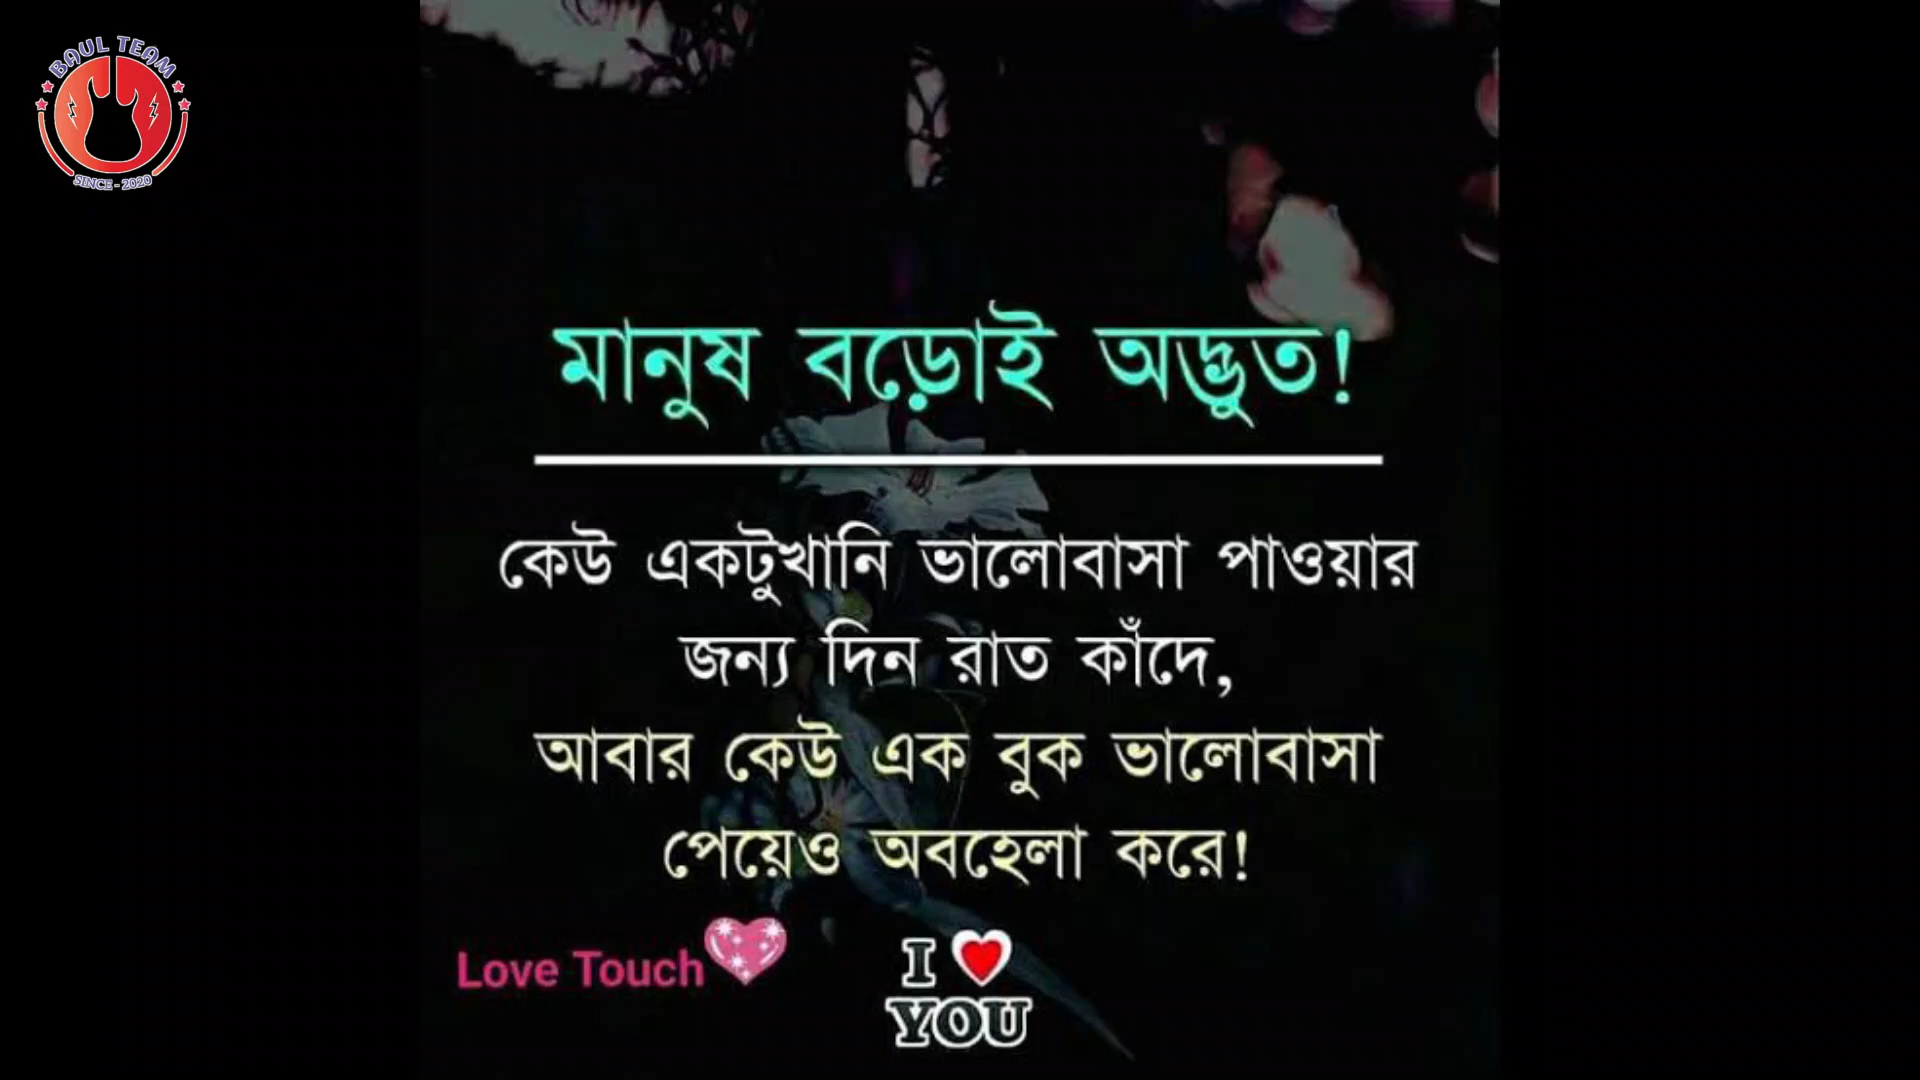 BAUL TEAM
SINCE - 2020
মানুষ বড়োই অদ্ভুত!
কেউ একটুখানি ভালোবাসা পাওয়ার
জন্য দিন রাত কাঁদে,
আবার কেউ এক বুক ভালোবাসা
পেয়েও অবহেলা করে!
Love Touch
I ❤
YOU